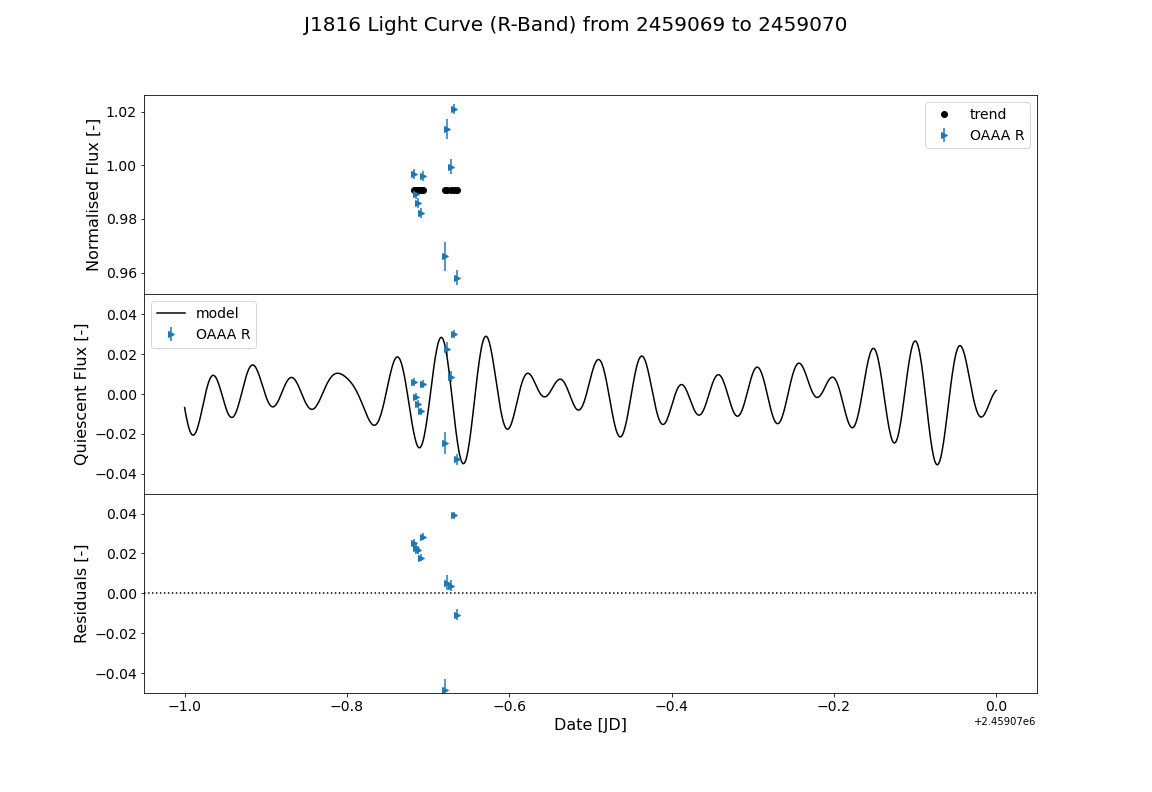 J1816 Light Curve (R-Band) from 2459069 to 2459070
Normalised Flux [-]
1.02
1.00
0.98
0.96
trend
OAAA R
Quiescent Flux [-]
0.04
0.02
0.00
−0.02
−0.04
model
OAAA R
Residuals [-]
0.04
0.02
0.00
−0.02
−0.04
−1.0 −0.8 −0.6 −0.4 −0.2 0.0
+2.45907e6
Date [JD]